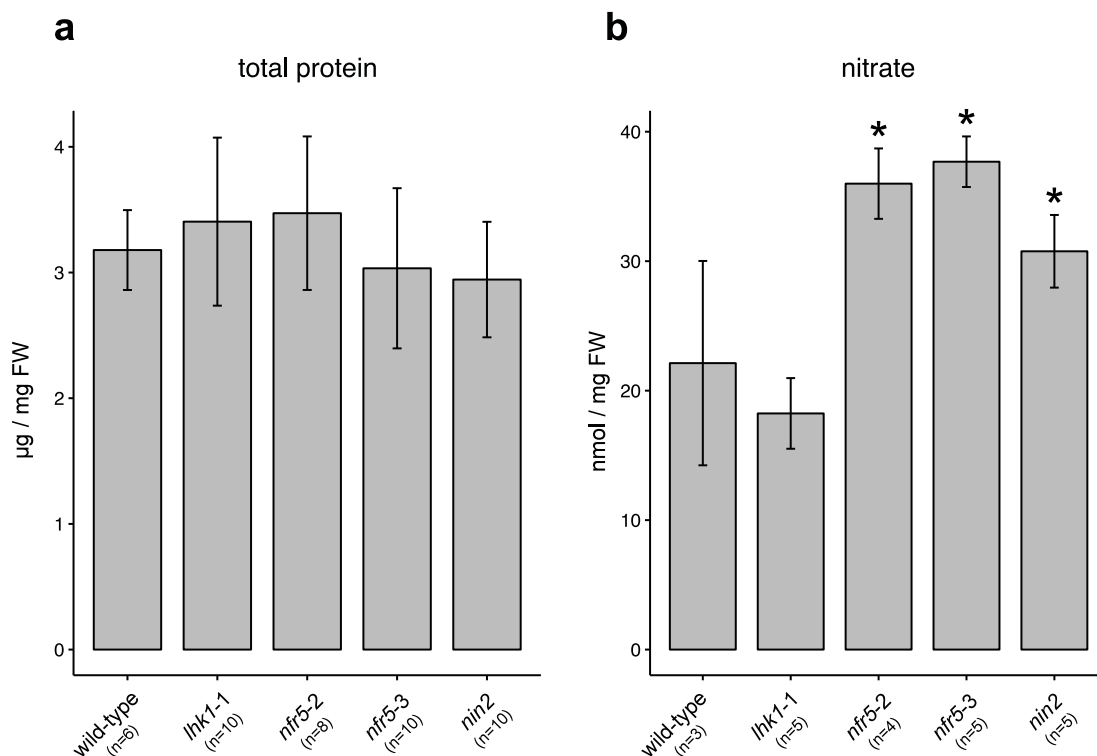 a
total protein
µg / mg FW
4
3
2
1
0
wild-type
(n=6)
lhk1-1
(n=10)
nfr5-2
(n=8)
nfr5-3
(n=10)
nin2
(n=10)
b
nitrate
nmol / mg FW
40
30
20
10
0
*
*
*
wild-type
(n=3)
lhk1-1
(n=5)
nfr5-2
(n=4)
nfr5-3
(n=5)
nin2
(n=5)